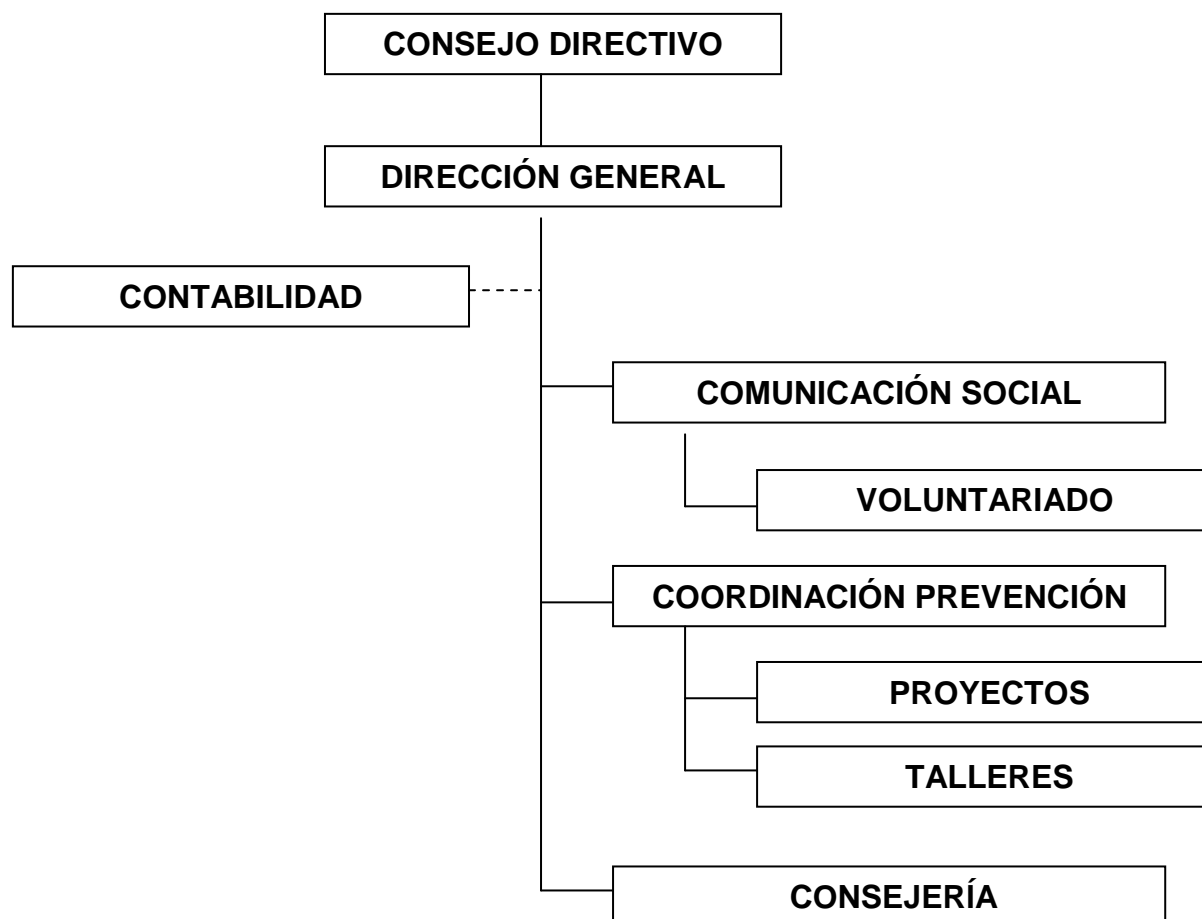 CONSEJO DIRECTIVO
DIRECCIÓN GENERAL
CONTABILIDAD
COMUNICACIÓN SOCIAL
VOLUNTARIADO
COORDINACIÓN PREVENCIÓN
PROYECTOS
TALLERES
CONSEJERÍA